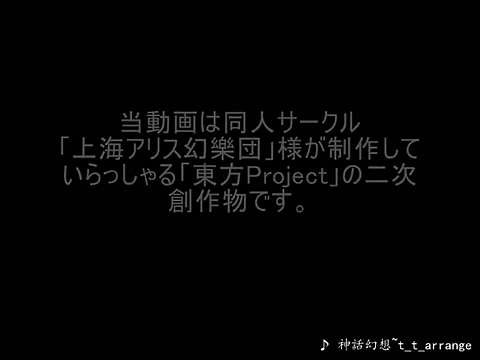 当動画は同人サークル
「上海アリス幻樂団」様が制作して
いらっしゃる「東方Project」の二次
創作物です。
♪ 神話幻想~t_t_arrange